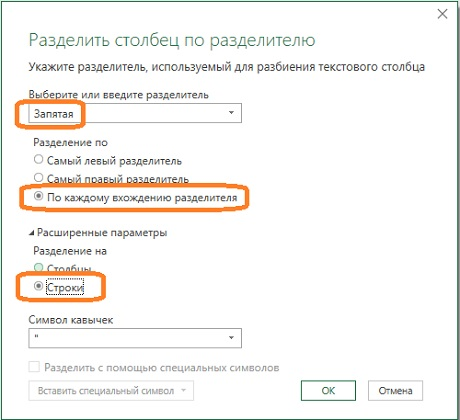 Разделить столбец по разделителю
Укажите разделитель, используемый для разбиения текстового столбца
Выберите или введите разделитель
Запятая
Разделение по
Самый левый разделитель
Самый правый разделитель
По каждому вхождению разделителя
Расширенные параметры
Разделение на
Столбцы
Строки
Символ кавычек
"
Разделить с помощью специальных символов
Вставить специальный символ
ОК
Отмена